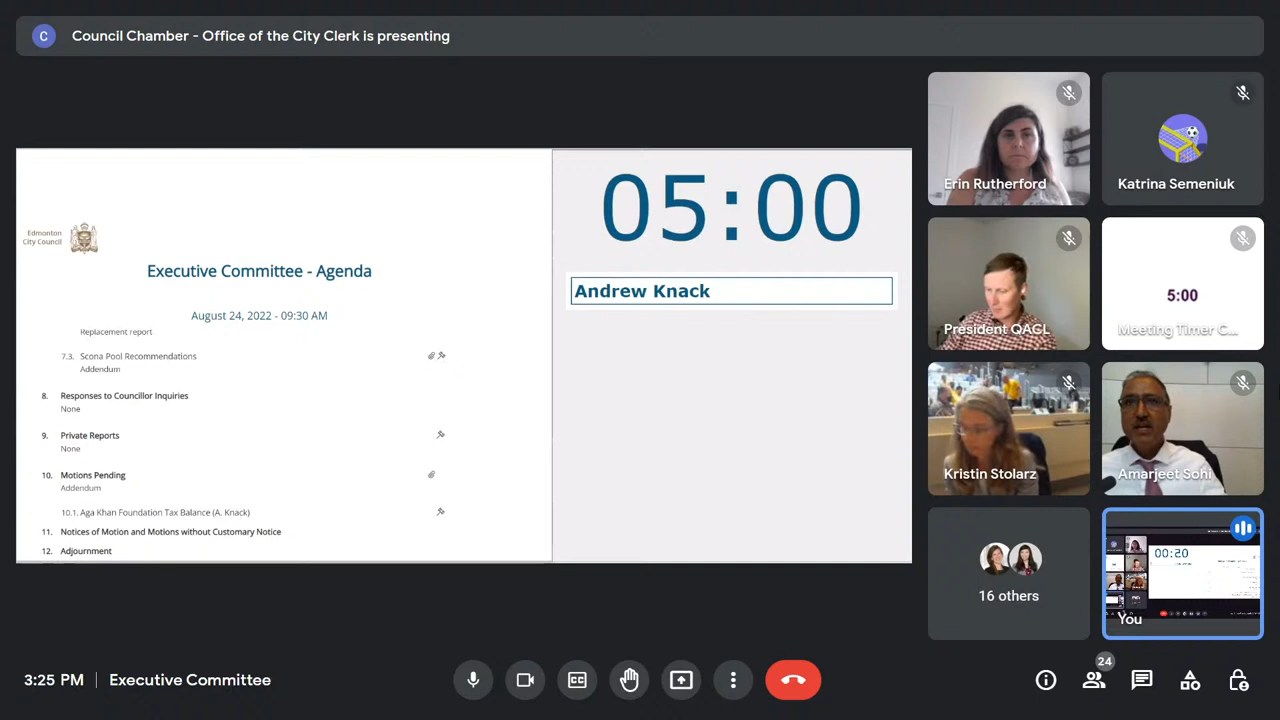 C
Council Chamber - Office of the City Clerk is presenting
Edmonton
City Council
Executive Committee - Agenda
August 24, 2022 - 09:30 AM
Replacement report
7.3. Scona Pool Recommendations
Addendum
8. Responses to Councillor Inquiries
None
9. Private Reports
None
10. Motions Pending
Addendum
10.1. Aga Khan Foundation Tax Balance (A. Knack)
11. Notices of Motion and Motions without Customary Notice
12. Adjournment
05:00
Andrew Knack
Erin Rutherford
Katrina Semeniuk
President QACL
5:00
Meeting Timer C...
Kristin Stolarz
Amarjeet Sohi
16 others
00:20
You
3:25 PM | Executive Committee
CC
24